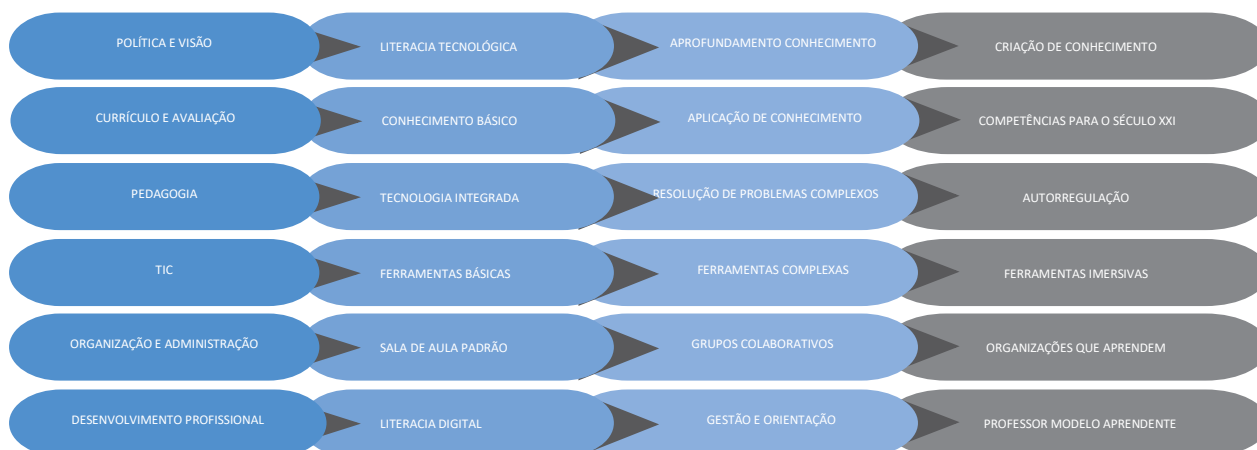 POLÍTICA E VISÃO
LITERACIA TECNOLÓGICA
APROFUNDAMENTO CONHECIMENTO
CRIAÇÃO DE CONHECIMENTO
CURRÍCULO E AVALIAÇÃO
CONHECIMENTO BÁSICO
APLICAÇÃO DE CONHECIMENTO
COMPETÊNCIAS PARA O SÉCULO XXI
PEDAGOGIA
TECNOLOGIA INTEGRADA
RESOLUÇÃO DE PROBLEMAS COMPLEXOS
AUTORREGULAÇÃO
TIC
FERRAMENTAS BÁSICAS
FERRAMENTAS COMPLEXAS
FERRAMENTAS IMERSIVAS
ORGANIZAÇÃO E ADMINISTRAÇÃO
SALA DE AULA PADRÃO
GRUPOS COLABORATIVOS
ORGANIZAÇÕES QUE APRENDEM
DESENVOLVIMENTO PROFISSIONAL
LITERACIA DIGITAL
GESTÃO E ORIENTAÇÃO
PROFESSOR MODELO APRENDENTE